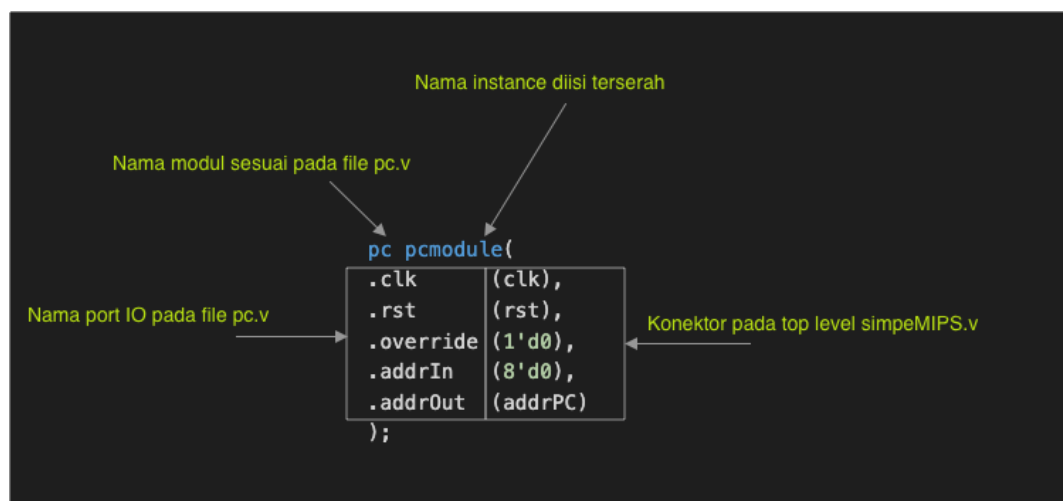 Nama instance diisi terserah
Nama modul sesuai pada file pc.v
pc pcmodule(
.clk (clk),
.rst (rst),
Nama port IO pada file pc.v
.override (1'd0),
Konektor pada top level simpeMIPS.v
.addrIn (8'd0),
.addrOut (addrPC)
);